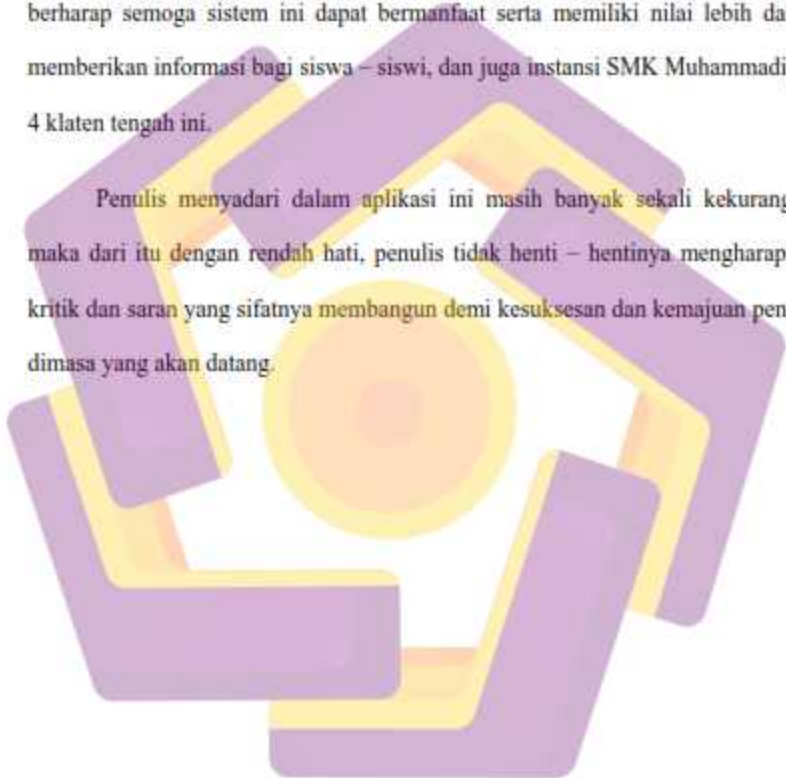 berharap semoga sistem ini dapat bermanfaat serta memiliki nilai lebih da
memberikan informasi bagi siswa – siswi, dan juga instansi SMK Muhammadi
4 klaten tengah ini.
Penulis menyadari dalam aplikasi ini masih banyak sekali kekurang
maka dari itu dengan rendah hati, penulis tidak henti – hentinya mengharap
kritik dan saran yang sifatnya membangun demi kesuksesan dan kemajuan pen
dimasa yang akan datang.